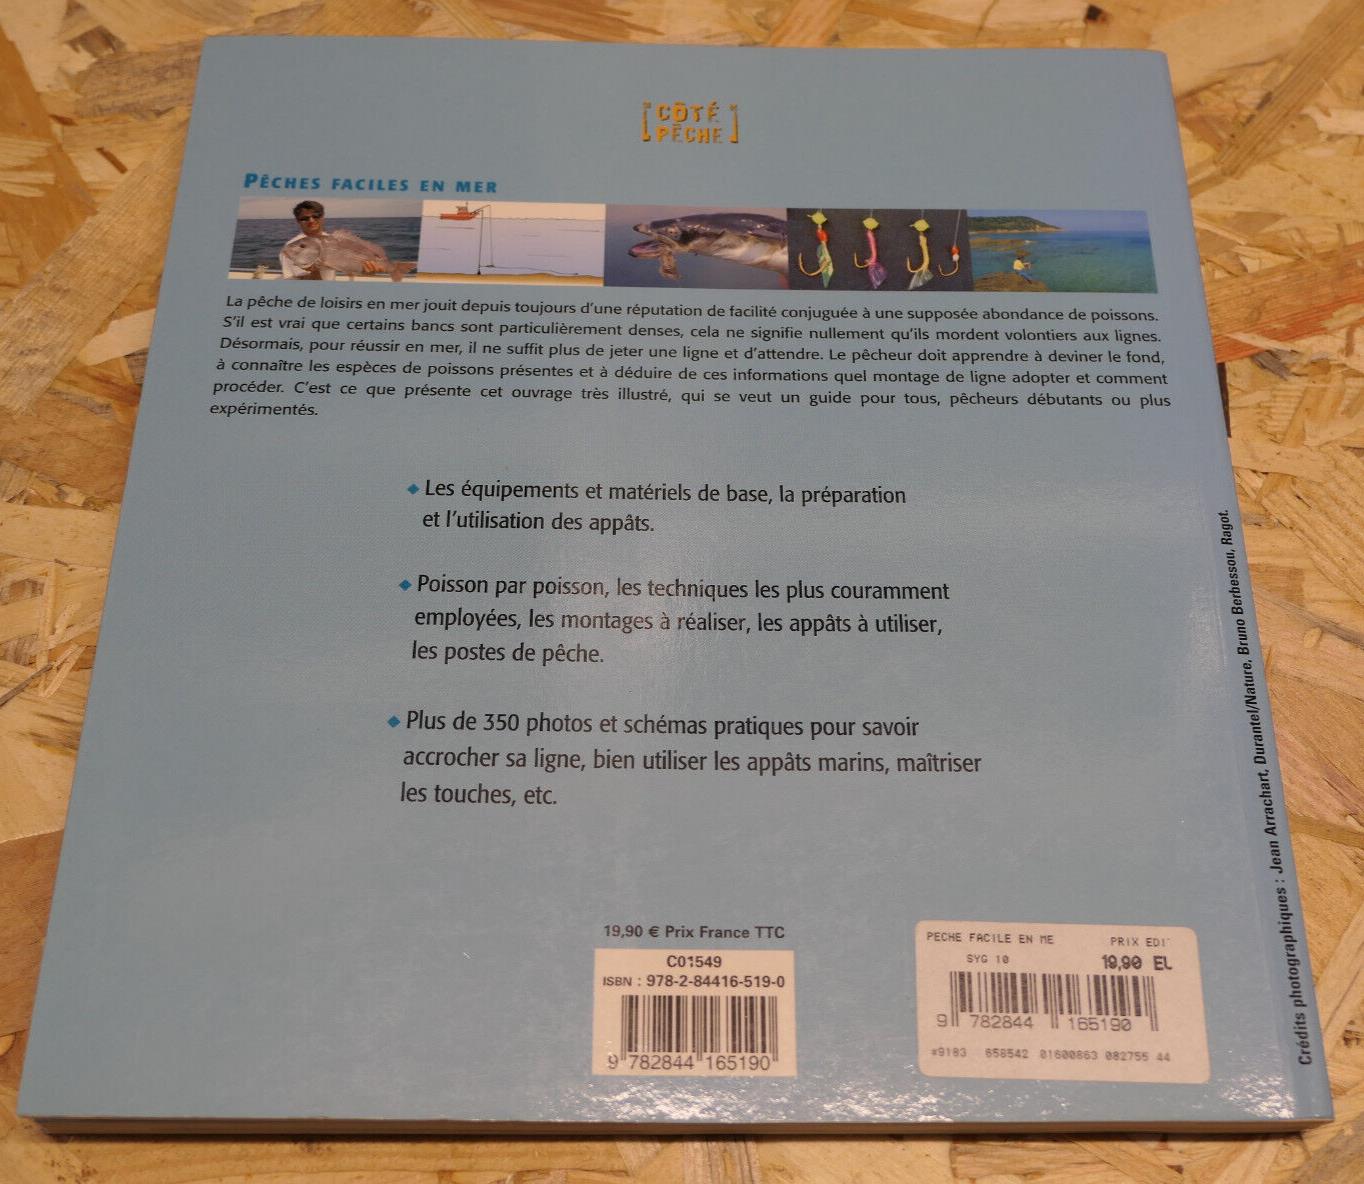 CÔTÉ
PÊCHE
PÊCHES FACILES EN MER
La pêche de loisirs en mer jouit depuis toujours d'une réputation de facilité conjuguée à une supposée abondance de poissons.
S'il est vrai que certains bancs sont particulièrement denses, cela ne signifie nullement qu'ils mordent volontiers aux lignes.
Désormais, pour réussir en mer, il ne suffit plus de jeter une ligne et d'attendre. Le pêcheur doit apprendre à deviner le fond,
à connaître les espèces de poissons présentes et à déduire de ces informations quel montage de ligne adopter et comment
procéder. C'est ce que présente cet ouvrage très illustré, qui se veut un guide pour tous, pêcheurs débutants ou plus
expérimentés.
◆ Les équipements et matériels de base, la préparation
et l'utilisation des appâts.
◆ Poisson par poisson, les techniques les plus couramment
employées, les montages à réaliser, les appâts à utiliser,
les postes de pêche.
◆ Plus de 350 photos et schémas pratiques pour savoir
accrocher sa ligne, bien utiliser les appâts marins, maîtriser
les touches, etc.
19,90 € Prix France TTC
C01549
ISBN : 978-2-84416-519-0
9 782844 165190
PECHE FACILE EN ME PRIX EDI
SYG 10 19,90 EU
9 782844 165190
#9183 658542 01600863 082755 44
Crédits photographiques : Jean Arrachart, Durantel/Nature, Bruno Berbessou, Ragot.